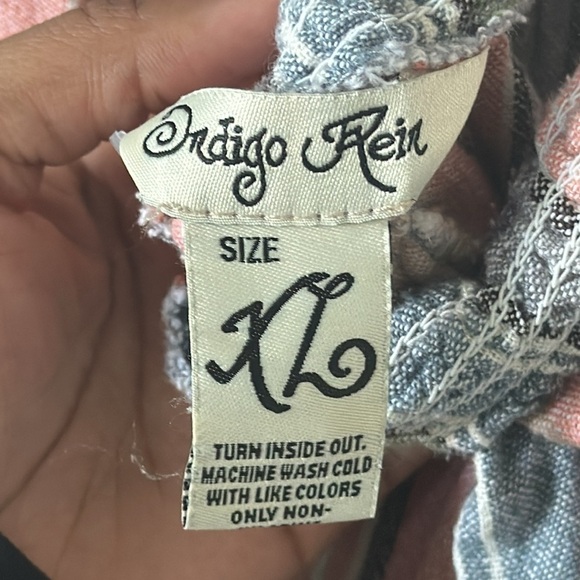 Indigo Rein
SIZE
XL
TURN INSIDE OUT.
MACHINE WASH COLD
WITH LIKE COLORS
ONLY NON-